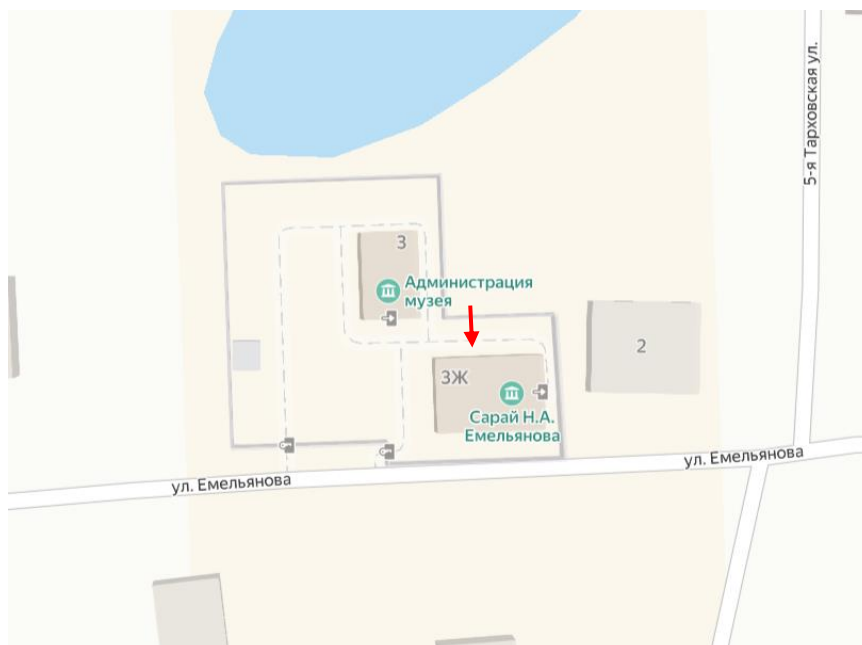 5-я Тарховская ул.
3
Администрация
музея
2
3Ж
Сарай Н.А.
Емельянова
ул. Емельянова
ул. Емельянова